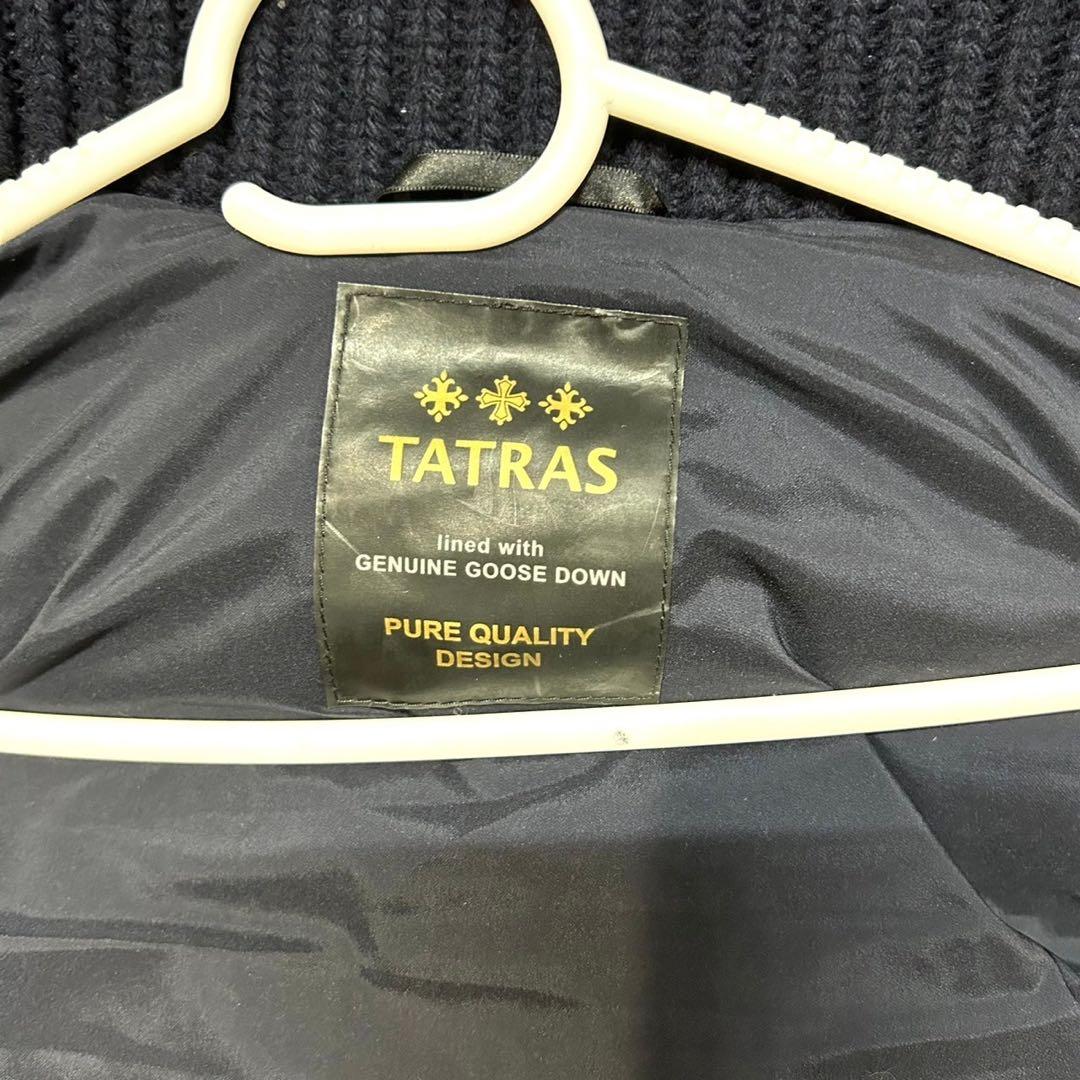 TATRAS
lined with
GENUINE GOOSE DOWN
PURE QUALITY
DESIGN